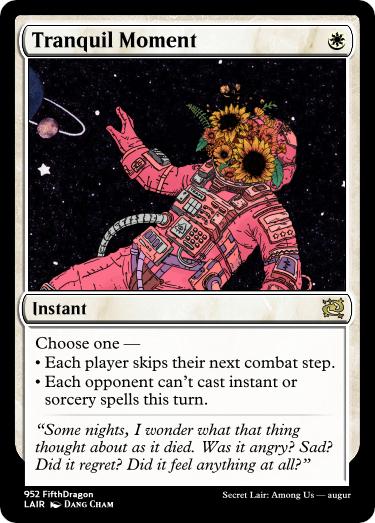 Tranquil Moment
Instant
Choose one —
• Each player skips their next combat step.
• Each opponent can’t cast instant or
sorcery spells this turn.
“Some nights, I wonder what that thing
thought about as it died. Was it angry? Sad?
Did it regret? Did it feel anything at all?”
952 FifthDragon
LAIR Dang Cham
Secret Lair: Among Us — augur